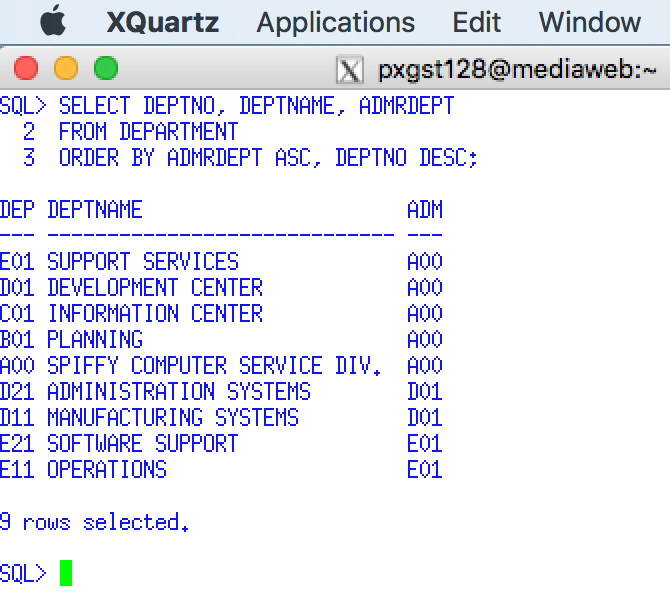 XQuartz Applications Edit Window
X pxgst128@mediaweb:~
SQL> SELECT DEPTNO, DEPTNAME, ADMRDEPT
  2  FROM DEPARTMENT
  3  ORDER BY ADMRDEPT ASC, DEPTNO DESC;
DEP DEPTNAME                      ADM
--- ----------------------------- ---
E01 SUPPORT SERVICES              A00
D01 DEVELOPMENT CENTER            A00
C01 INFORMATION CENTER            A00
B01 PLANNING                      A00
A00 SPIFFY COMPUTER SERVICE DIV.  A00
D21 ADMINISTRATION SYSTEMS        D01
D11 MANUFACTURING SYSTEMS         D01
E21 SOFTWARE SUPPORT              E01
E11 OPERATIONS                    E01
9 rows selected.
SQL>